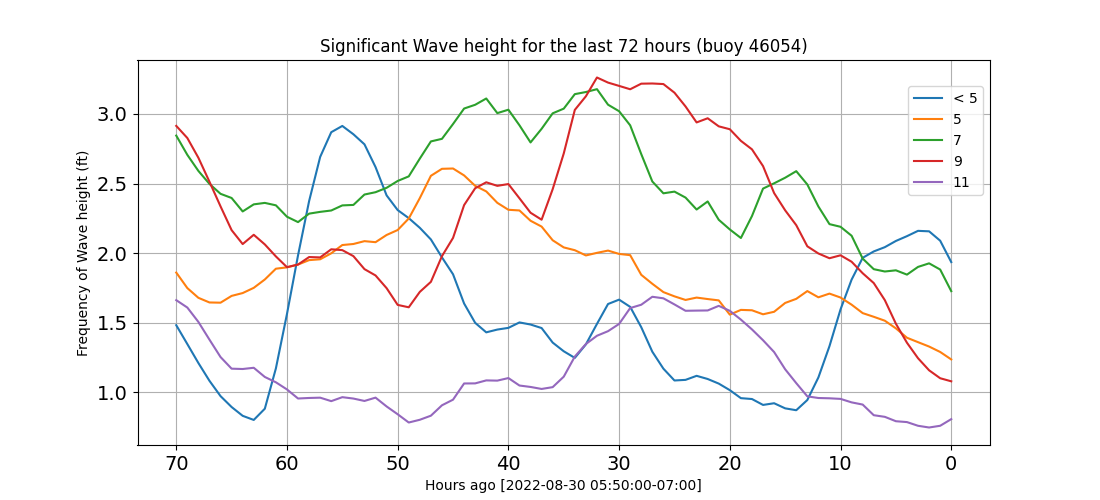 Significant Wave height for the last 72 hours (buoy 46054)
Frequency of Wave height (ft)
3.0
2.5
2.0
1.5
1.0
< 5
5
7
9
11
70 60 50 40 30 20 10 0
Hours ago [2022-08-30 05:50:00-07:00]